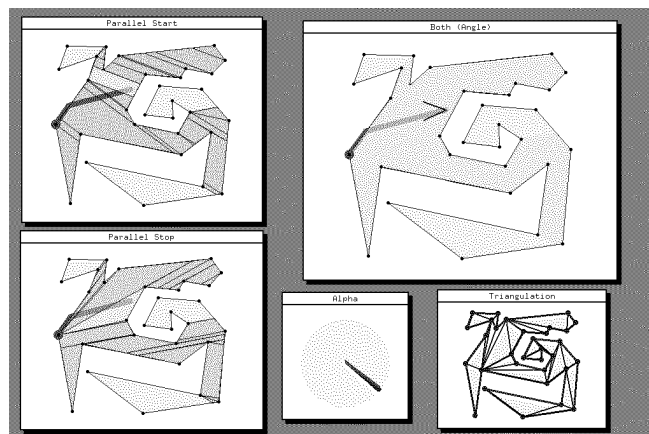 Parallel Start
Both (Angle)
Parallel Stop
Alpha
Triangulation